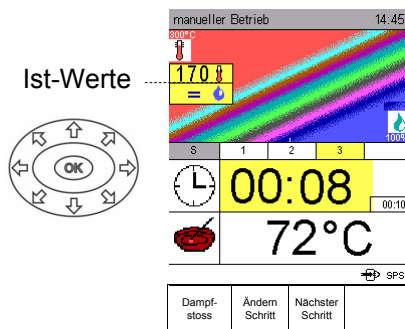 manueller Betrieb 14:45
300°C
170
Ist-Werte
=
100%
S 1 2 3
00:08
00:10
72°C
SPS
OK
Dampf-
stoss
Ändern
Schritt
Nächster
Schritt